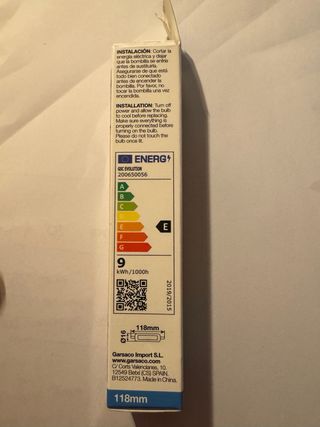 INSTALACIÓN: Cortar la
energía eléctrica y dejar
que la bombilla se enfríe
antes de sustituirla.
Asegurarse de que está
todo bien conectado
antes de encender la
bombilla. Por favor, no
tocar la bombilla una vez
encendida.
INSTALLATION: Turn off
power and allow the bulb
to cool before replacing.
Make sure everything is
properly connected before
turning on the bulb.
Please do not touch the
bulb once lit.
ENERG
GSC EVOLUTION
200650056
A
B
C
D
E
F
G
E
9
kWh/1000h
2019/2015
118mm
Ø16
Garsaco Import S.L.
www.garsaco.com
C/ Corts Valencianes, 10.
12549 Betxí (CS) SPAIN.
B12524773. Made in China.
118mm